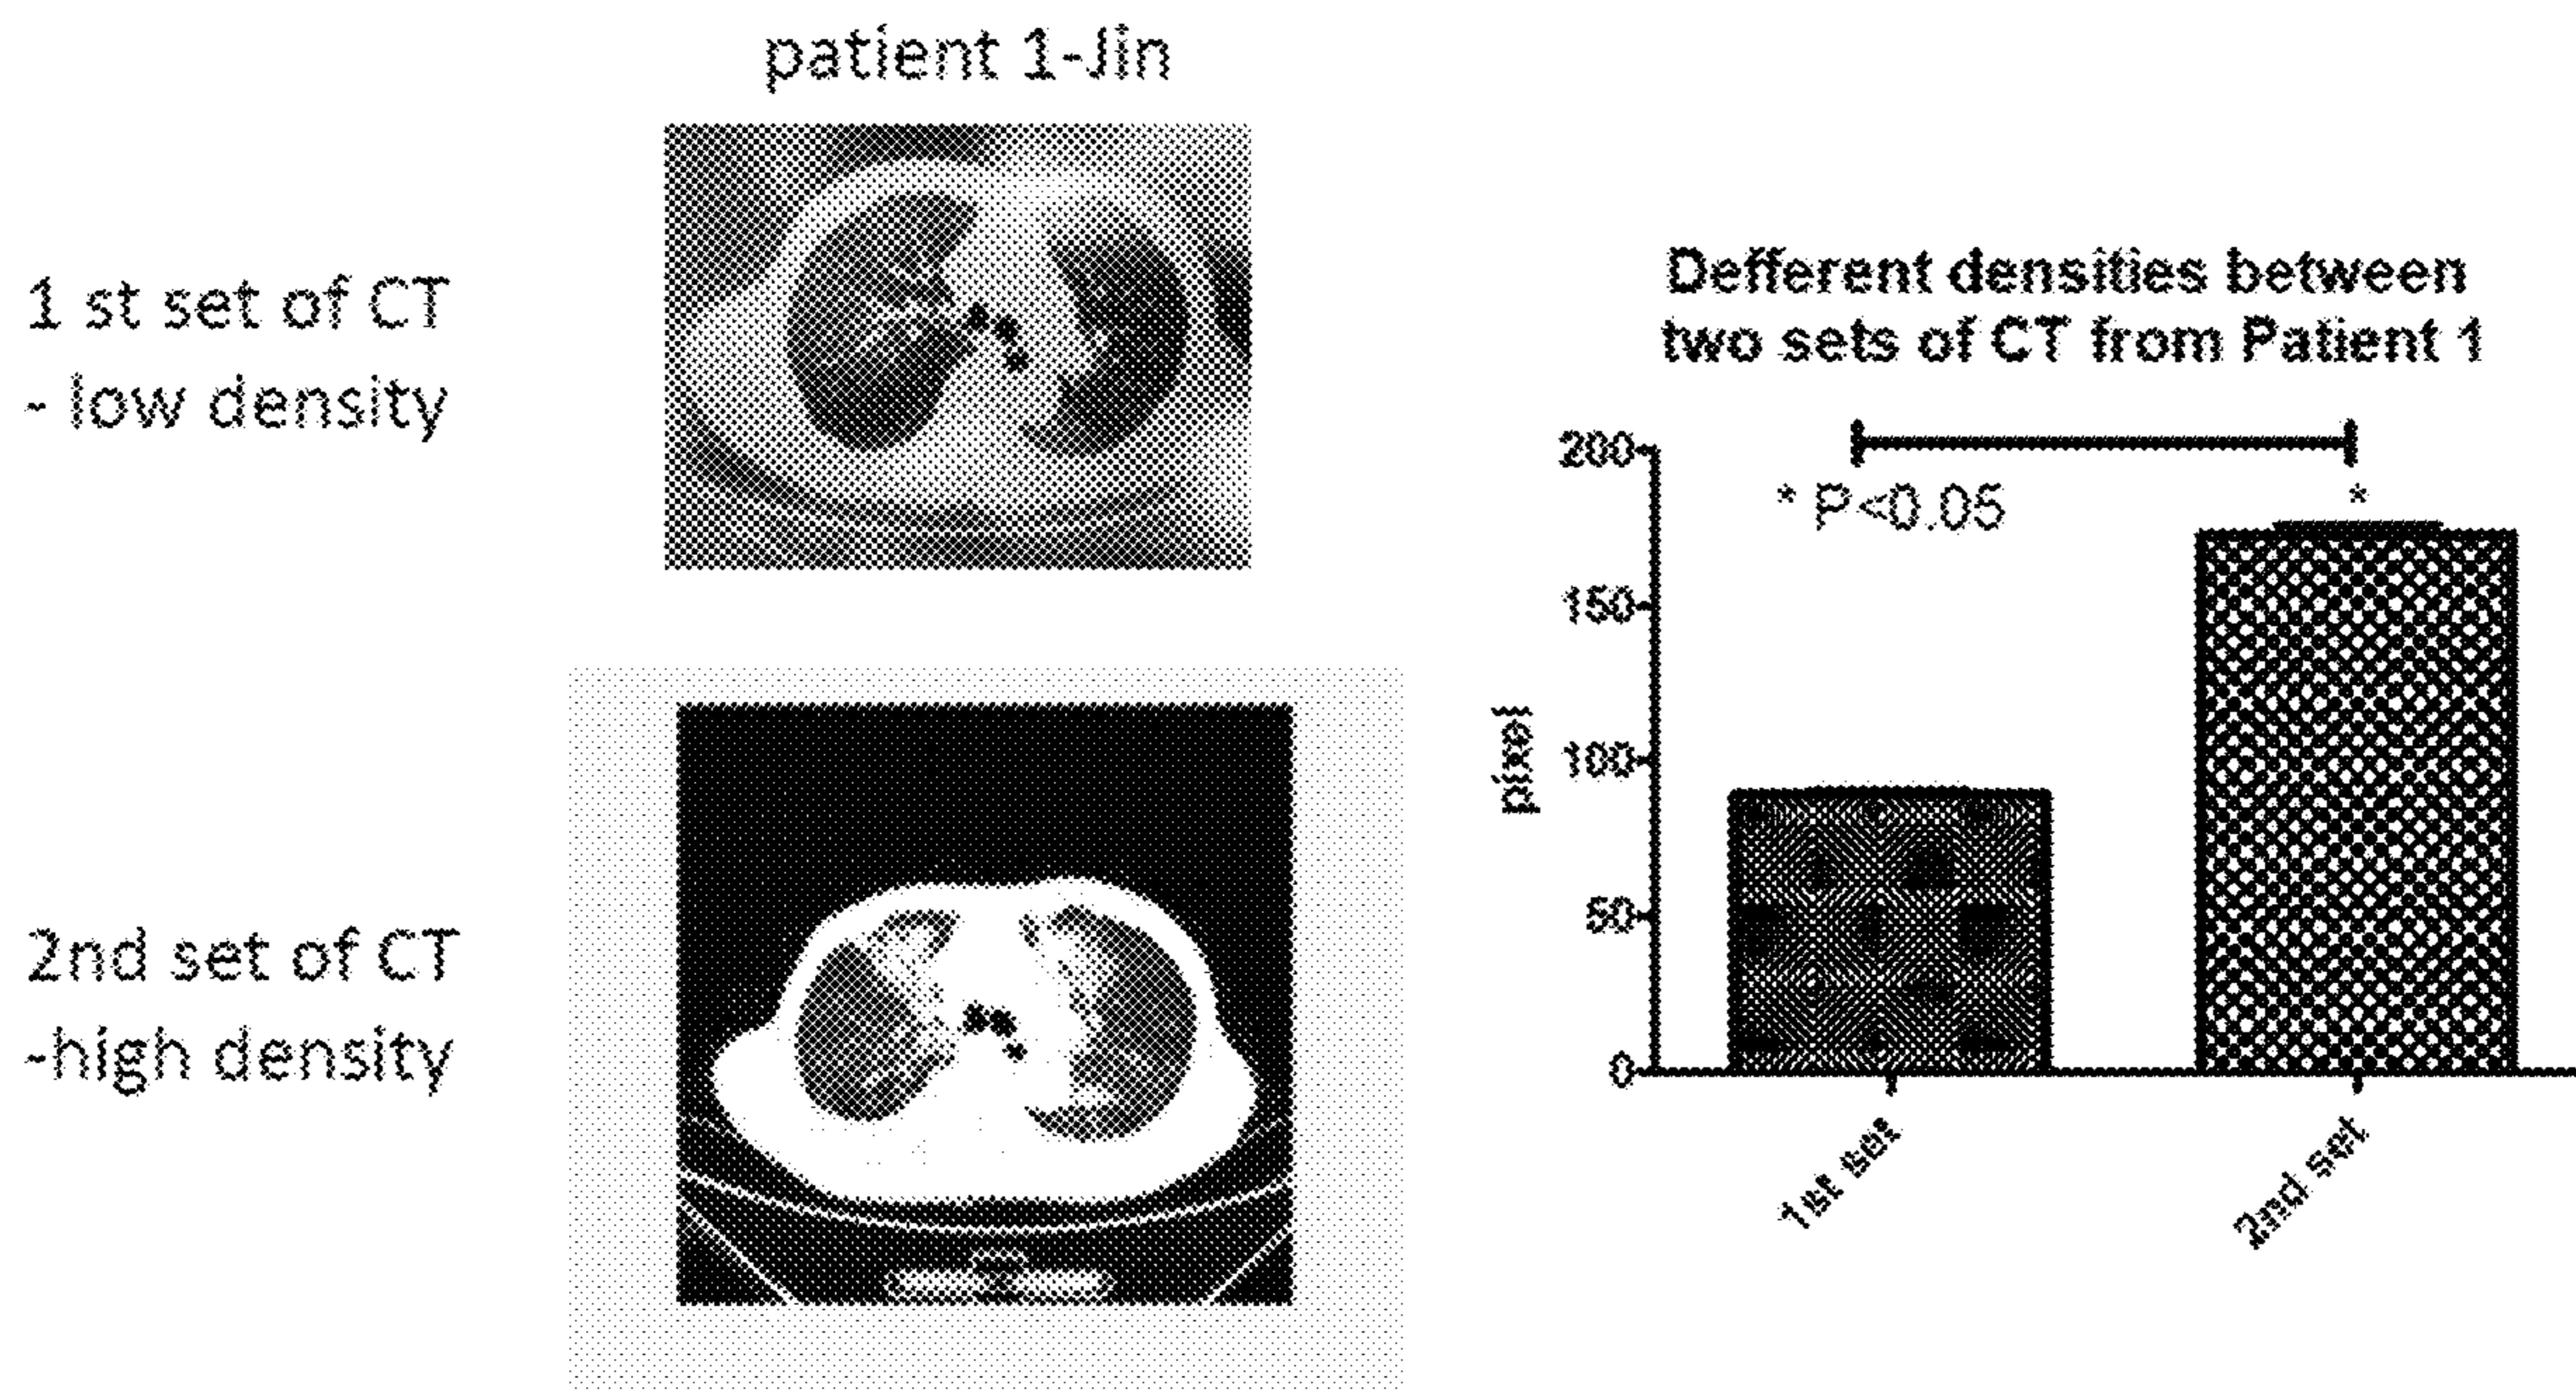 patient 1-Jin
1 st set of CT
- low density
2nd set of CT
-high density
Defferent densities between
two sets of CT from Patient 1
* P<0.05
*
200
150
100
50
0
pixel
1st set
2nd set